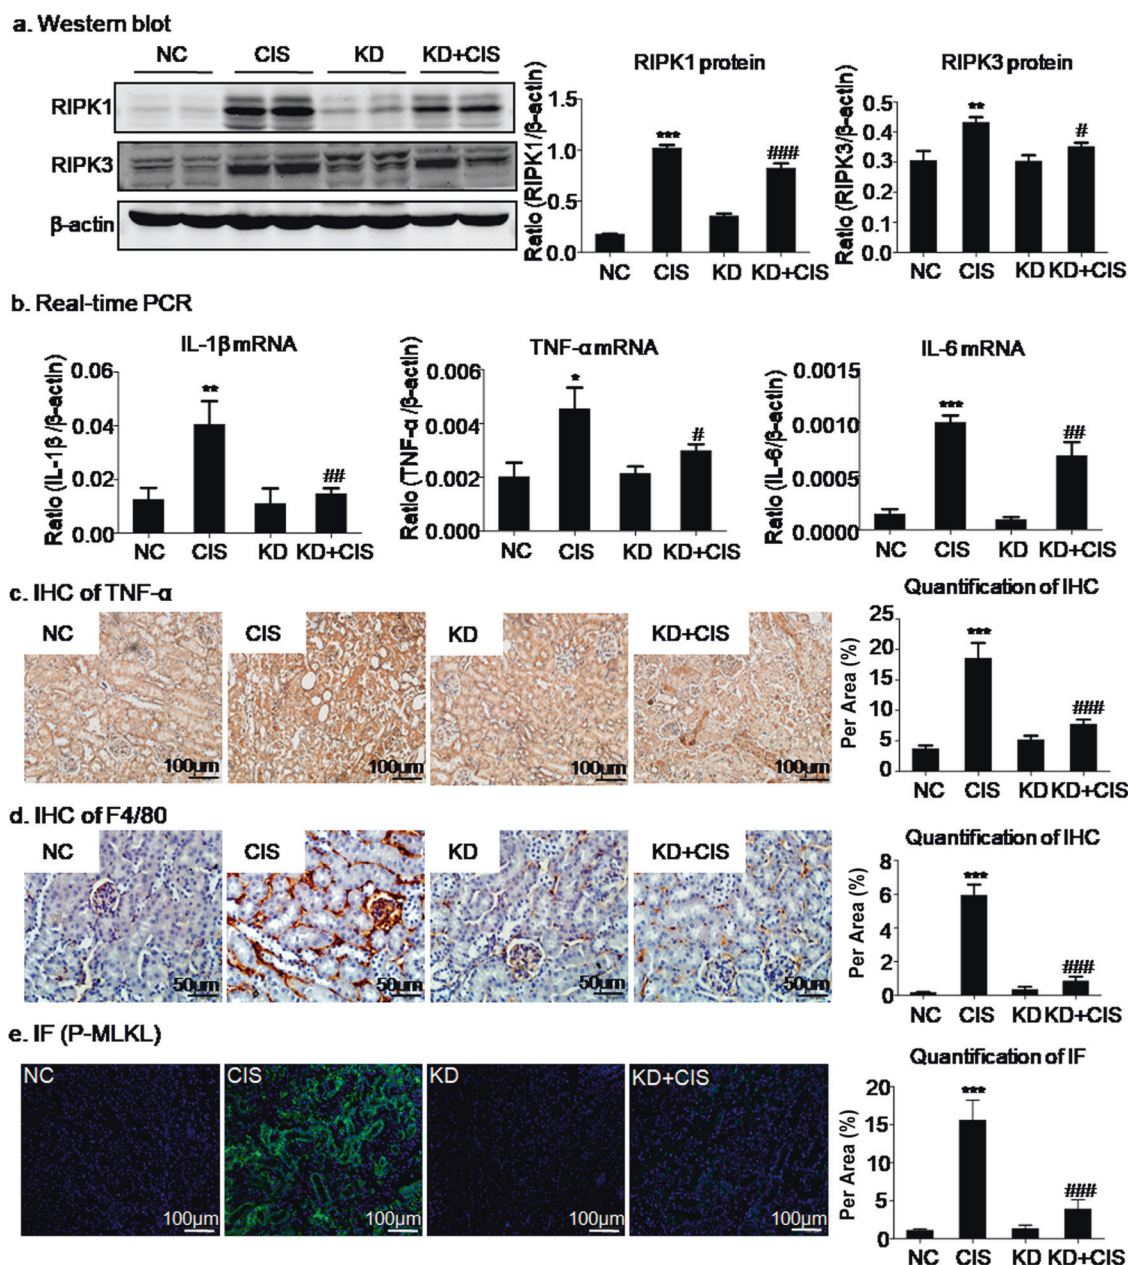 a. Western blot
NC CIS KD KD+CIS
RIPK1
RIPK3
β-actin
RIPK1 protein
Ratio (RIPK1/β-actin)
1.5
1.0
0.5
0.0
NC CIS KD KD+CIS
***
###
RIPK3 protein
Ratio (RIPK3/β-actin)
0.5
0.4
0.3
0.2
0.1
0.0
NC CIS KD KD+CIS
**
#
b. Real-time PCR
IL-1β mRNA
Ratio (IL-1β/β-actin)
0.06
0.04
0.02
0.00
NC CIS KD KD+CIS
**
##
TNF-α mRNA
Ratio (TNF-α/β-actin)
0.006
0.004
0.002
0.000
NC CIS KD KD+CIS
*
#
IL-6 mRNA
Ratio (IL-6/β-actin)
0.0015
0.0010
0.0005
0.0000
NC CIS KD KD+CIS
***
##
c. IHC of TNF-α
NC
100µm
CIS
100µm
KD
100µm
KD+CIS
100µm
Quantification of IHC
Per Area (%)
25
20
15
10
5
0
NC CIS KD KD+CIS
***
###
d. IHC of F4/80
NC
50µm
CIS
50µm
KD
50µm
KD+CIS
50µm
Quantification of IHC
Per Area (%)
8
6
4
2
0
NC CIS KD KD+CIS
***
###
e. IF (P-MLKL)
NC
100µm
CIS
100µm
KD
100µm
KD+CIS
100µm
Quantification of IF
Per Area (%)
20
15
10
5
0
NC CIS KD KD+CIS
***
###